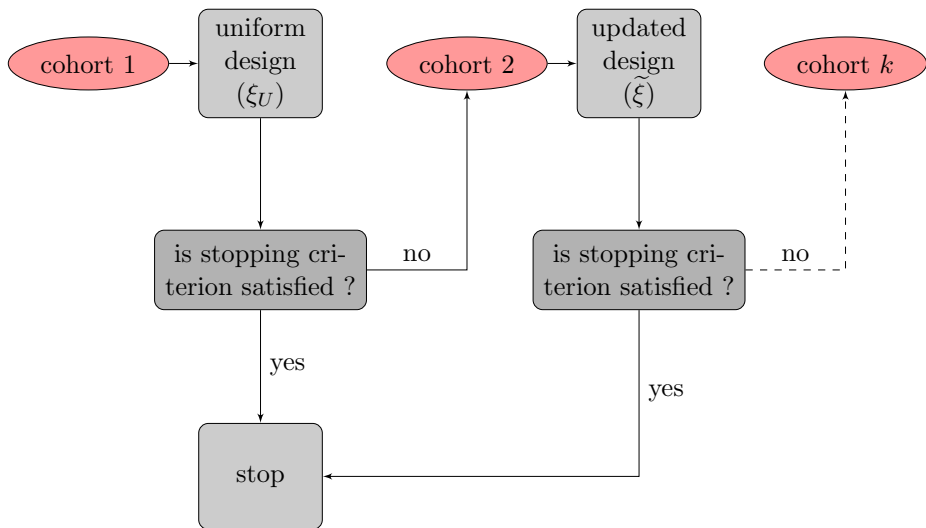 cohort 1
uniform
design
(ξ_U)
cohort 2
updated
design
(ξ̃)
cohort k
is stopping cri-
terion satisfied ?
no
is stopping cri-
terion satisfied ?
no
yes
yes
stop